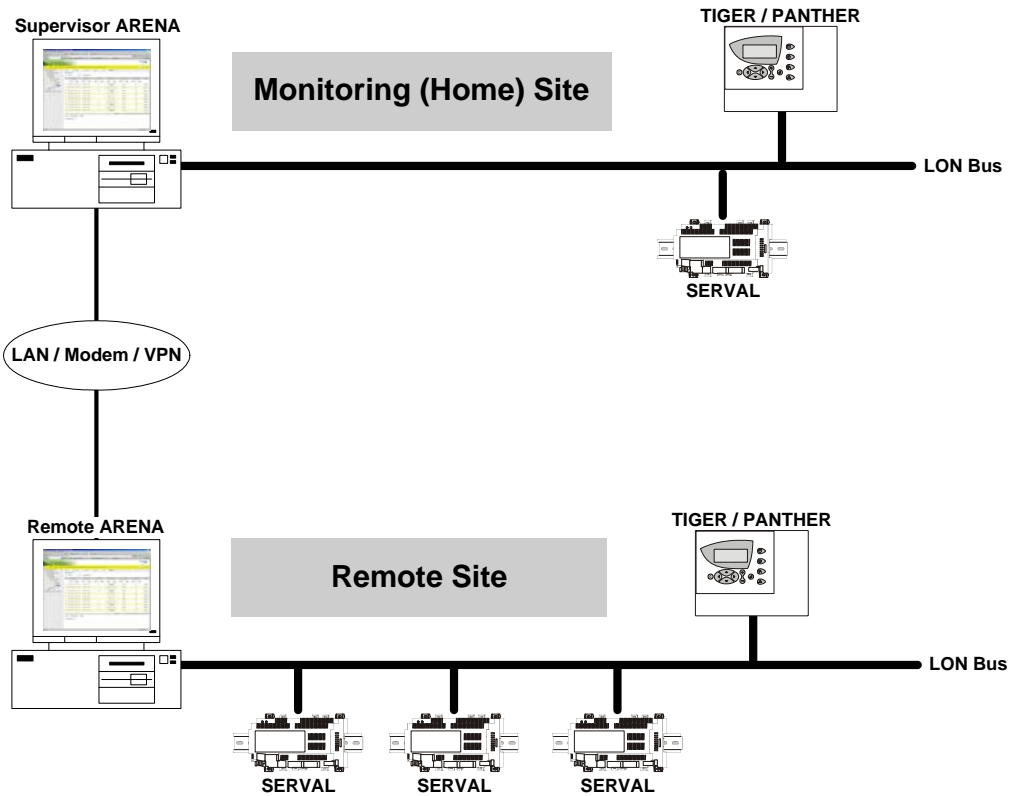 Supervisor ARENA
TIGER / PANTHER
Monitoring (Home) Site
LON Bus
SERVAL
LAN / Modem / VPN
Remote ARENA
TIGER / PANTHER
Remote Site
LON Bus
SERVAL
SERVAL
SERVAL